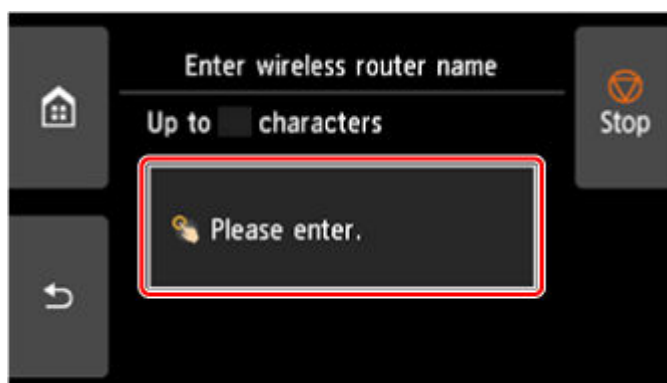 Enter wireless router name
Up to characters
Stop
Please enter.